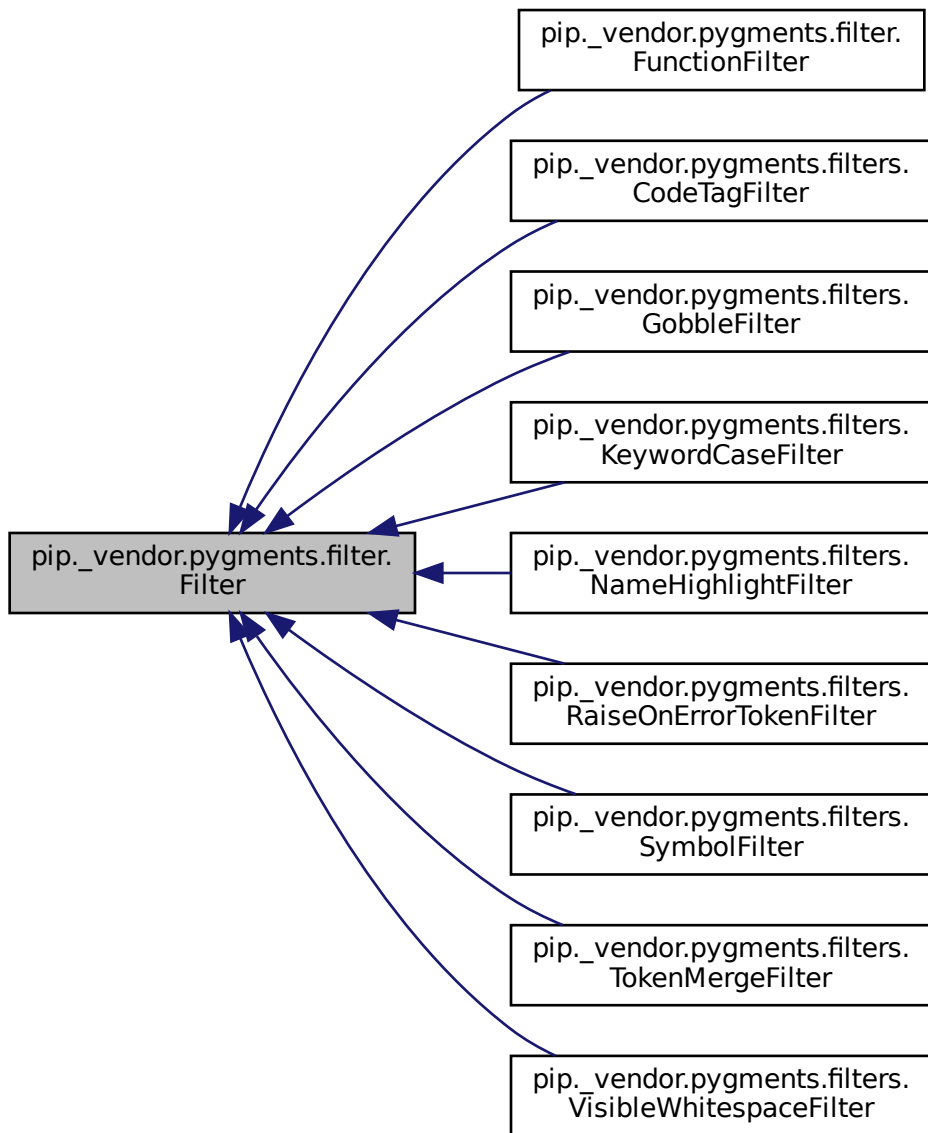 pip._vendor.pygments.filter.
FunctionFilter
pip._vendor.pygments.filters.
CodeTagFilter
pip._vendor.pygments.filters.
GobbleFilter
pip._vendor.pygments.filters.
KeywordCaseFilter
pip._vendor.pygments.filter.
Filter
pip._vendor.pygments.filters.
NameHighlightFilter
pip._vendor.pygments.filters.
RaiseOnErrorTokenFilter
pip._vendor.pygments.filters.
SymbolFilter
pip._vendor.pygments.filters.
TokenMergeFilter
pip._vendor.pygments.filters.
VisibleWhitespaceFilter